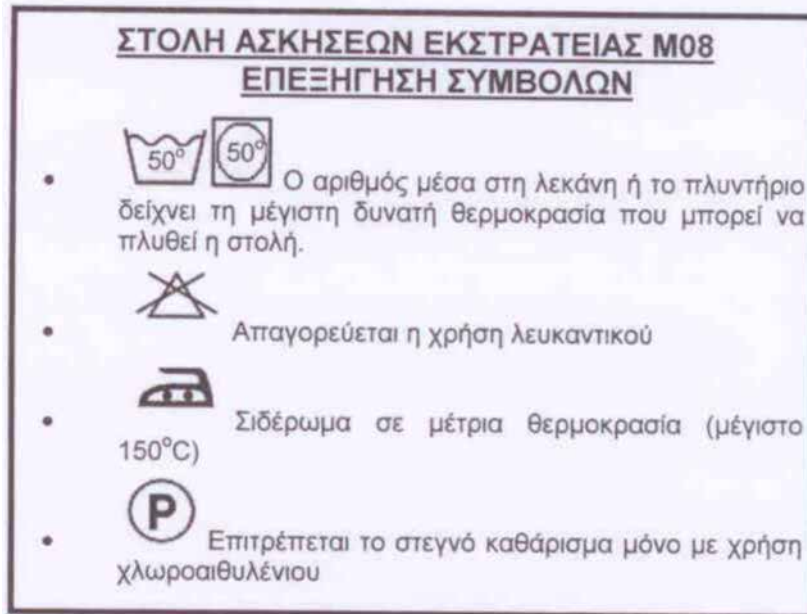 ΣΤΟΛΗ ΑΣΚΗΣΕΩΝ ΕΚΣΤΡΑΤΕΙΑΣ Μ08
ΕΠΕΞΗΓΗΣΗ ΣΥΜΒΟΛΩΝ
50° 50° Ο αριθμός μέσα στη λεκάνη ή το πλυντήριο
δείχνει τη μέγιστη δυνατή θερμοκρασία που μπορεί να
πλυθεί η στολή.
Απαγορεύεται η χρήση λευκαντικού
Σιδέρωμα σε μέτρια θερμοκρασία (μέγιστο
150°C)
P Επιτρέπεται το στεγνό καθάρισμα μόνο με χρήση
χλωροαιθυλένιου